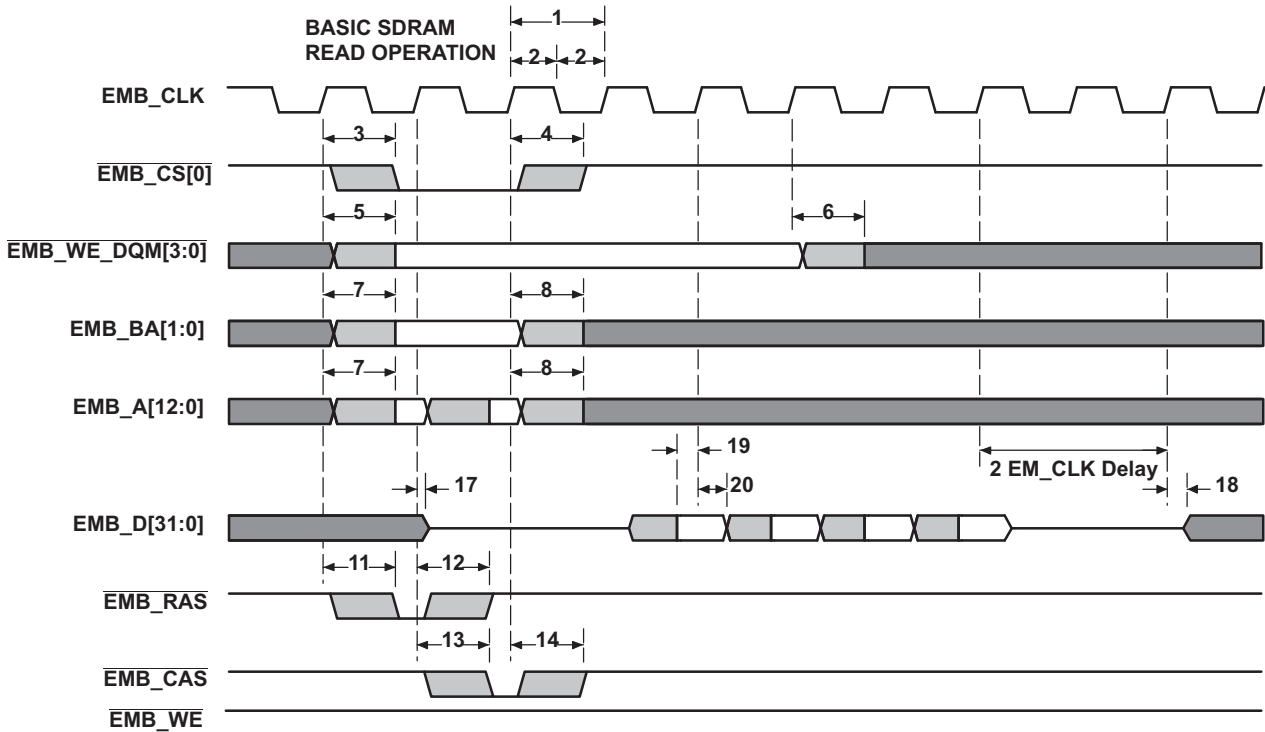 BASIC SDRAM
READ OPERATION
1
2 2
EMB_CLK
3 4
EMB_CS[0]
5 6
EMB_WE_DQM[3:0]
7 8
EMB_BA[1:0]
7 8
EMB_A[12:0]
19
2 EM_CLK Delay
17 20 18
EMB_D[31:0]
11 12
EMB_RAS
13 14
EMB_CAS
EMB_WE